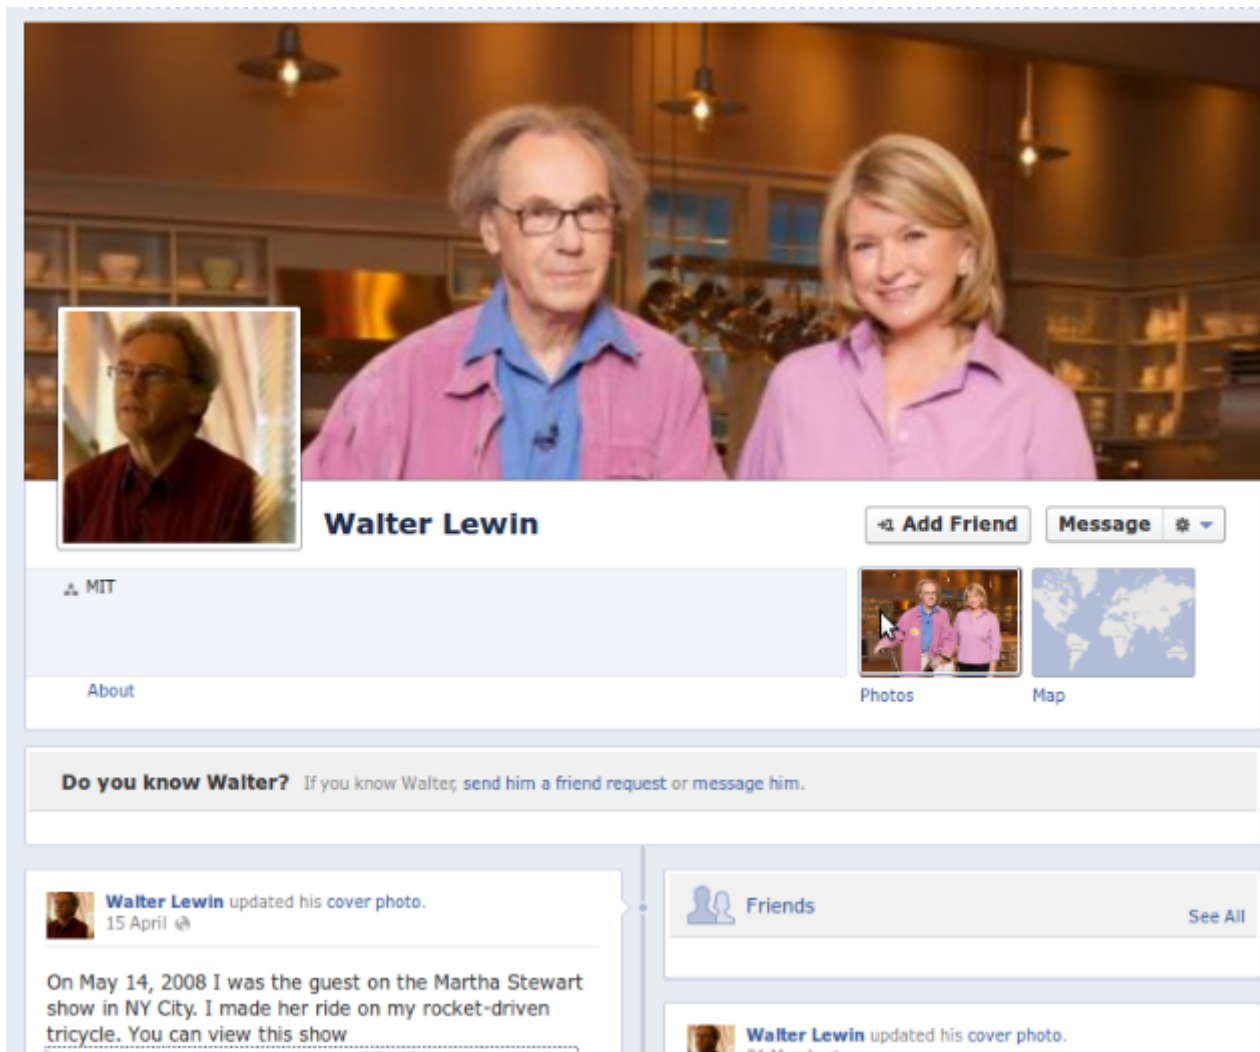 Walter Lewin
Add Friend
Message
MIT
About
Photos
Map
Do you know Walter? If you know Walter, send him a friend request or message him.
Walter Lewin updated his cover photo.
15 April
On May 14, 2008 I was the guest on the Martha Stewart
show in NY City. I made her ride on my rocket-driven
tricycle. You can view this show
Friends
See All
Walter Lewin updated his cover photo.